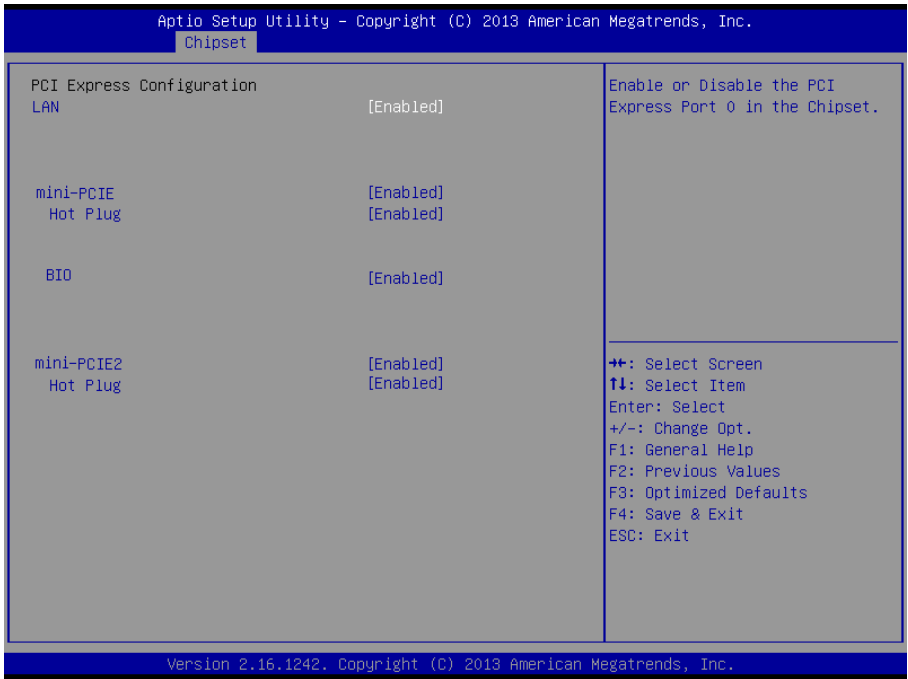 Aptio Setup Utility – Copyright (C) 2013 American Megatrends, Inc.
Chipset
PCI Express Configuration
LAN [Enabled]
mini-PCIE [Enabled]
Hot Plug [Enabled]
BIO [Enabled]
mini-PCIE2 [Enabled]
Hot Plug [Enabled]
Enable or Disable the PCI
Express Port 0 in the Chipset.
→←: Select Screen
↑↓: Select Item
Enter: Select
+/-: Change Opt.
F1: General Help
F2: Previous Values
F3: Optimized Defaults
F4: Save & Exit
ESC: Exit
Version 2.16.1242. Copyright (C) 2013 American Megatrends, Inc.